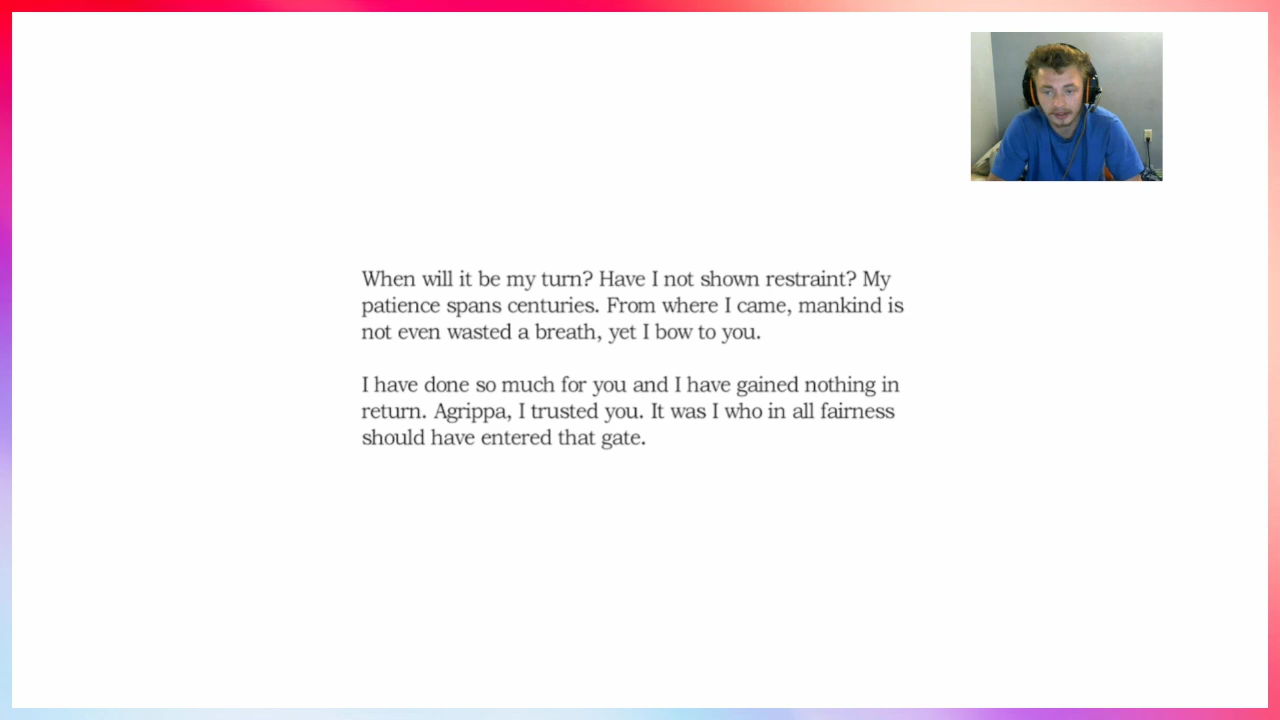 When will it be my turn? Have I not shown restraint? My
patience spans centuries. From where I came, mankind is
not even wasted a breath, yet I bow to you.
I have done so much for you and I have gained nothing in
return. Agrippa, I trusted you. It was I who in all fairness
should have entered that gate.